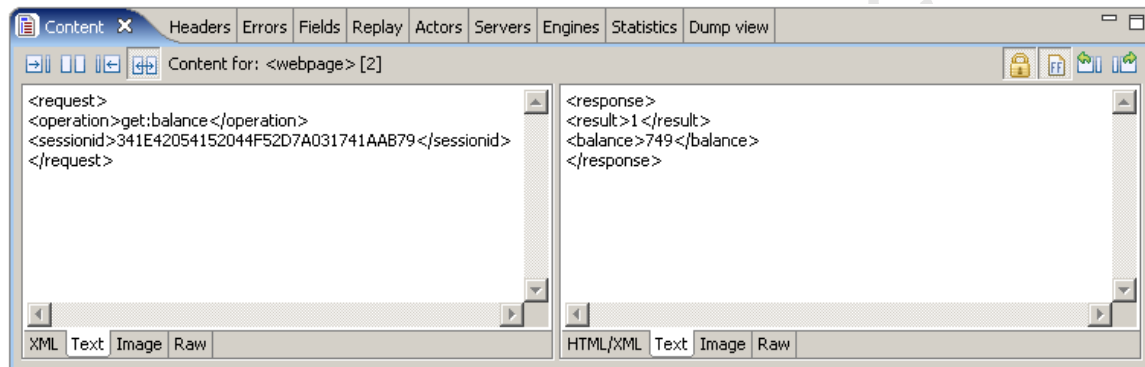 Content Headers Errors Fields Replay Actors Servers Engines Statistics Dump view
Content for: <webpage> [2]
FF
<request>
<operation>get:balance</operation>
<sessionid>341E42054152044F52D7A031741AAB79</sessionid>
</request>
<response>
<result>1</result>
<balance>749</balance>
</response>
XML Text Image Raw
HTML/XML Text Image Raw